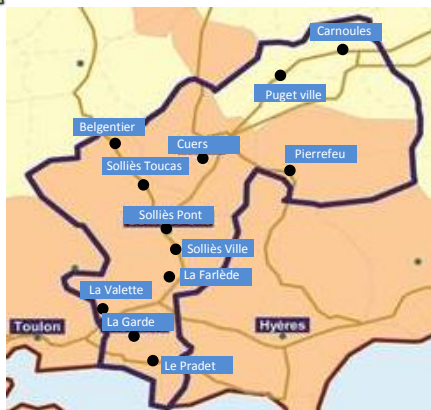 Carnoules
Puget ville
Belgentier
Cuers
Solliès Toucas
Pierrefeu
Solliès Pont
Solliès Ville
La Farlède
La Valette
La Garde
Toulon
Hyères
Le Pradet